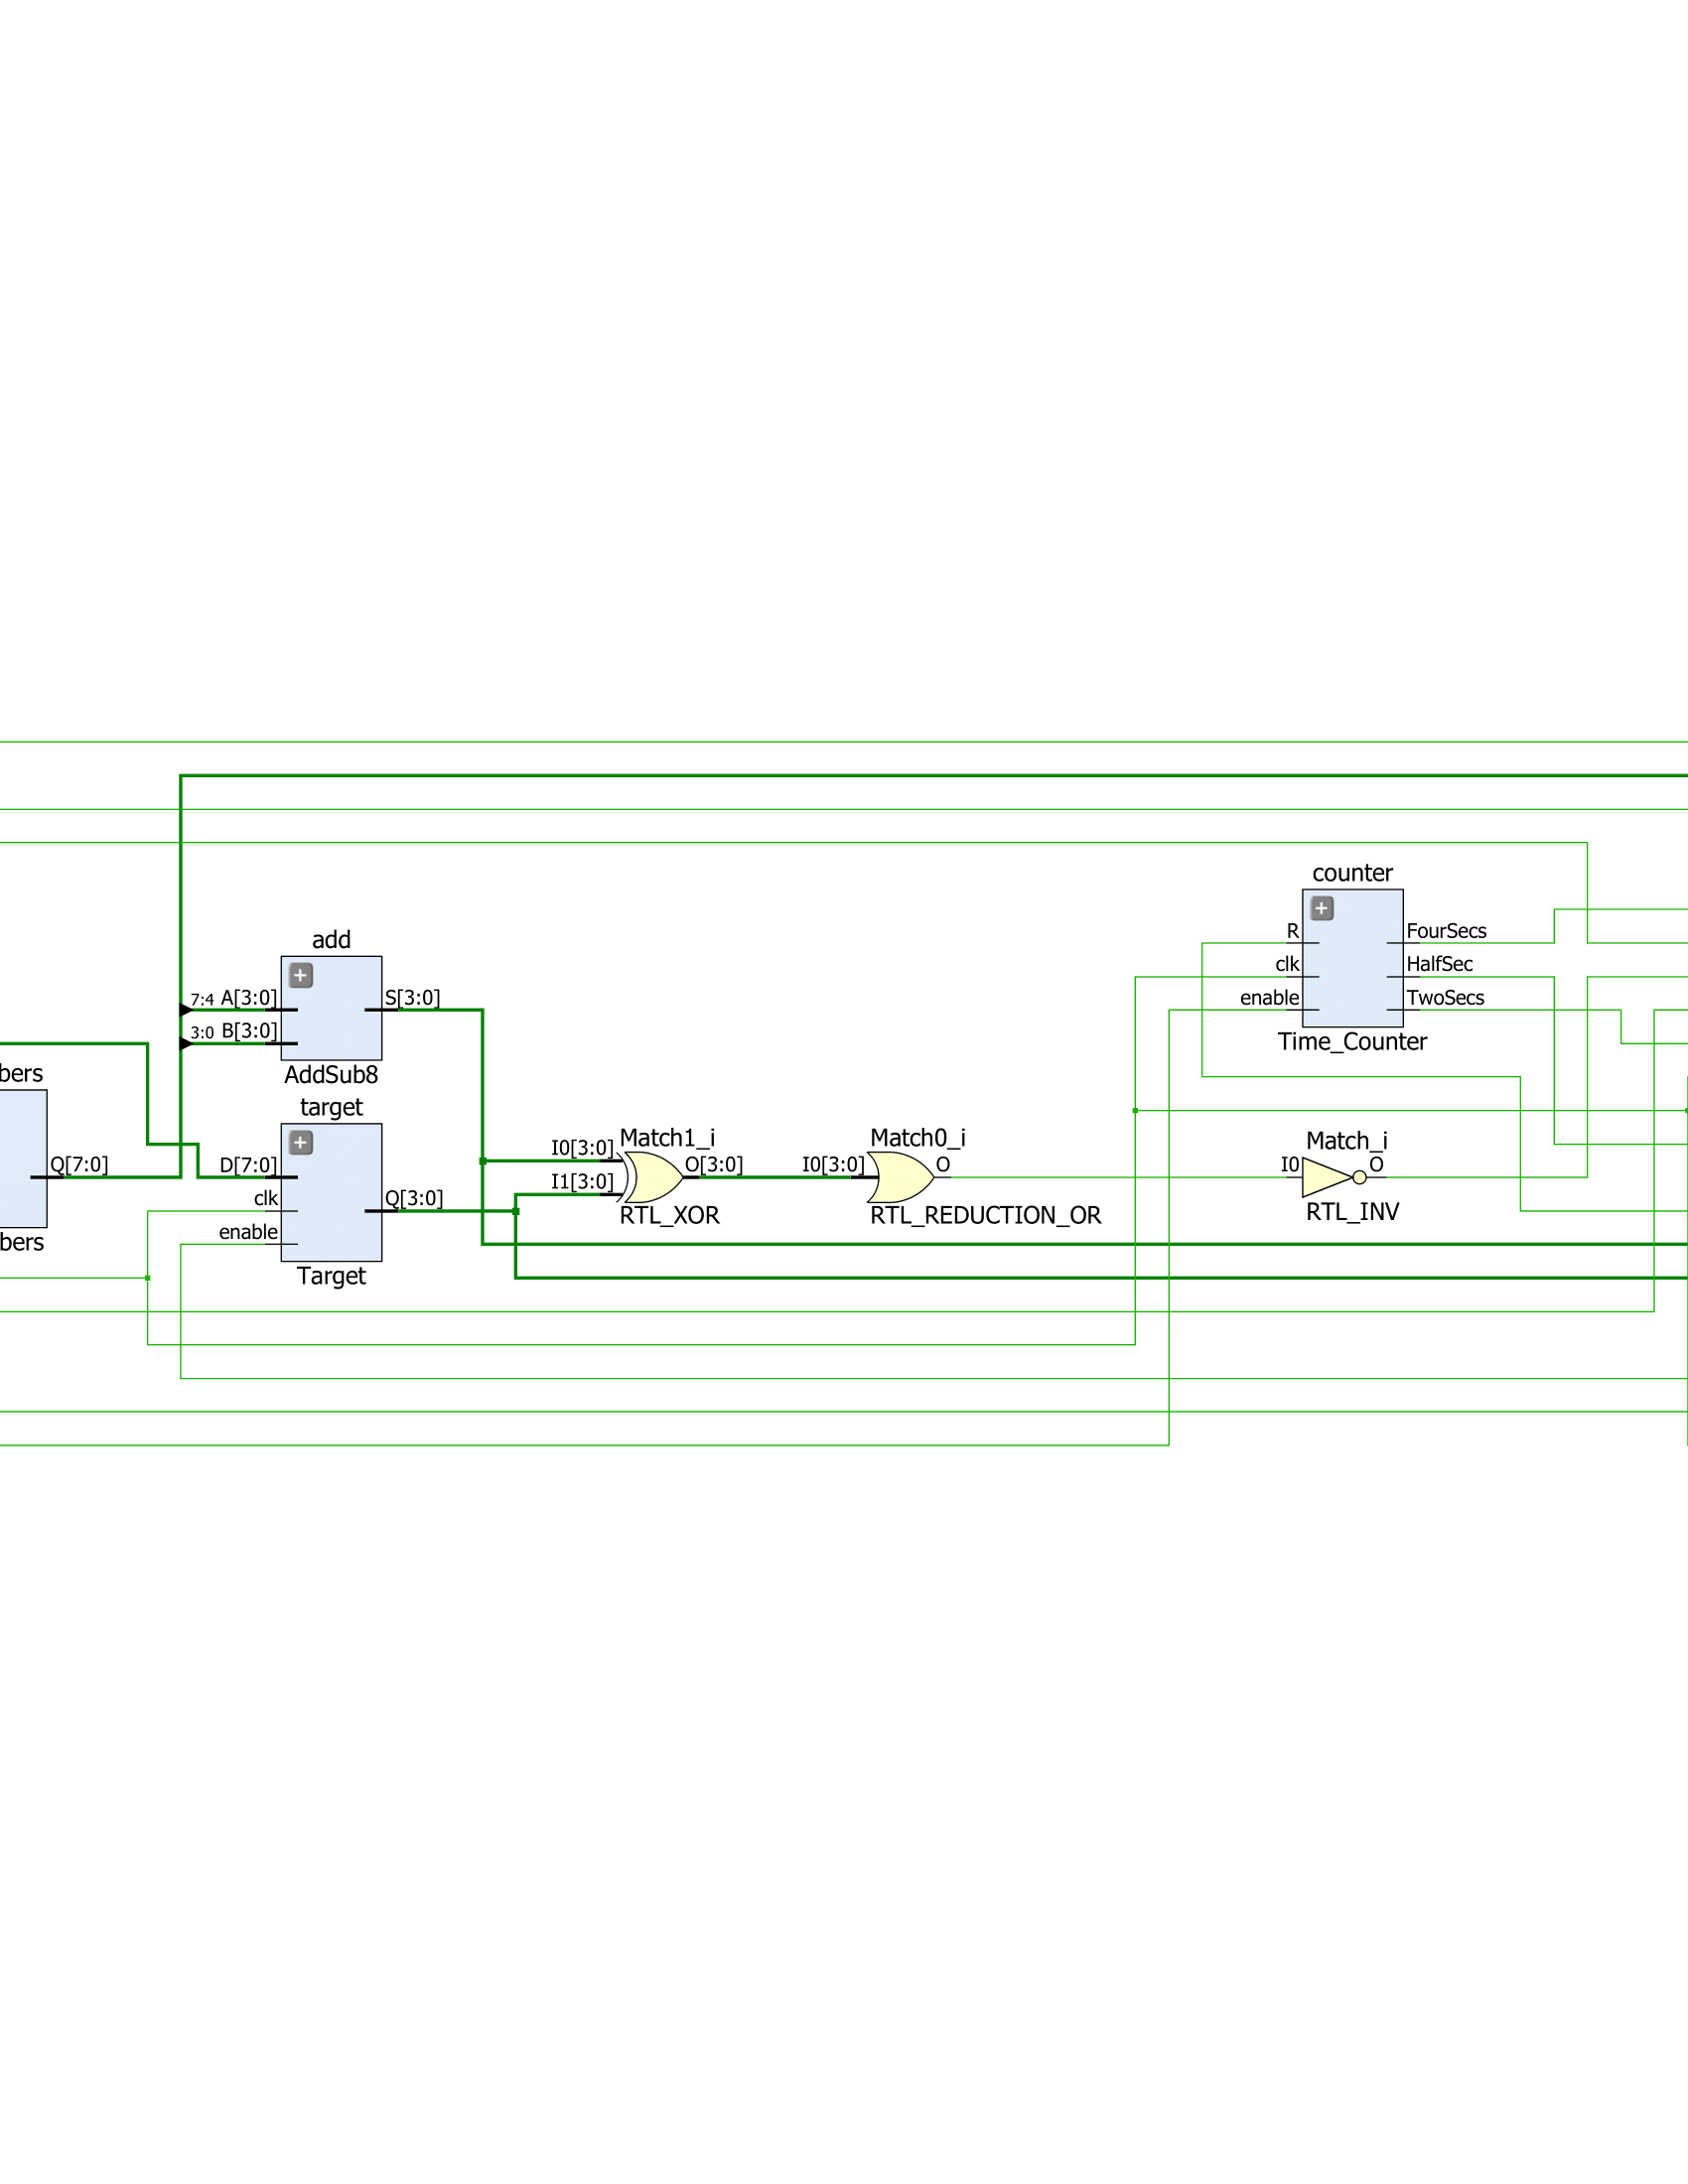 counter
R FourSecs
clk HalfSec
enable TwoSecs
Time_Counter
add
7:4 A[3:0] S[3:0]
3:0 B[3:0]
AddSub8
bers
Q[7:0]
bers
target
D[7:0]
clk
Q[3:0]
enable
Target
Match1_i
I0[3:0] O[3:0]
I1[3:0]
RTL_XOR
Match0_i
I0[3:0] O
RTL_REDUCTION_OR
Match_i
I0 O
RTL_INV